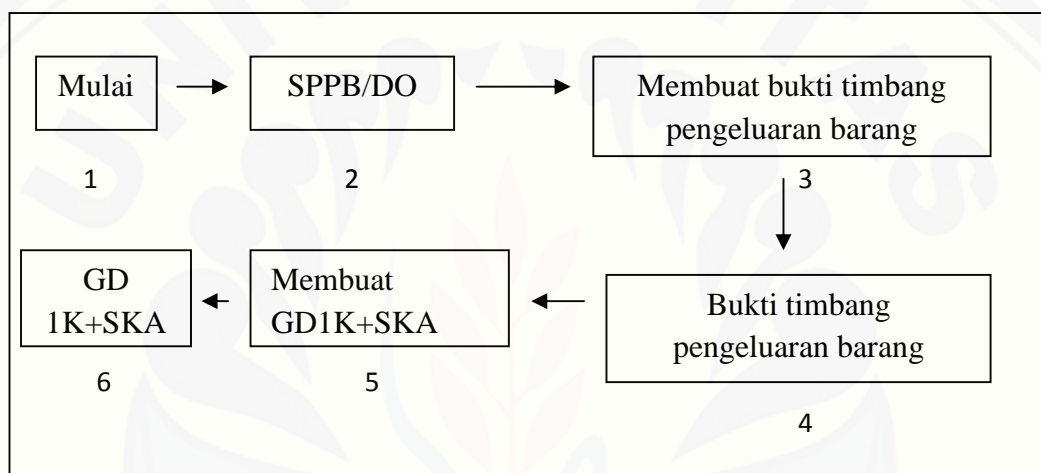 Mulai
SPPB/DO
Membuat bukti timbang
pengeluaran barang
1
2
3
GD
1K+SKA
Membuat
GD1K+SKA
Bukti timbang
pengeluaran barang
6
5
4